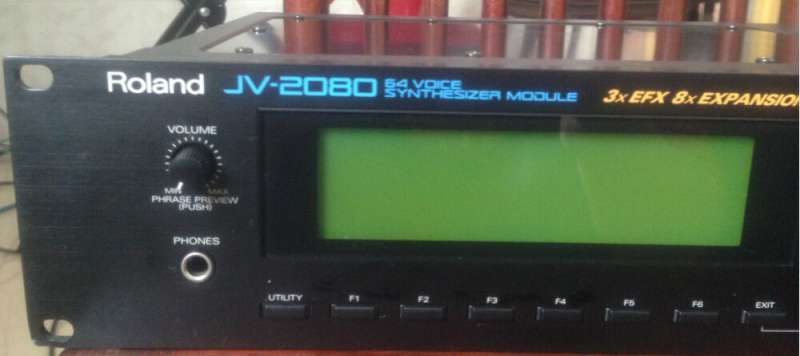 Roland JV-2080 64 VOICE
SYNTHESIZER MODULE
3x EFX 8x EXPANSION
VOLUME
MIN MAX
PHRASE PREVIEW
(PUSH)
PHONES
UTILITY F1 F2 F3 F4 F5 F6 EXIT